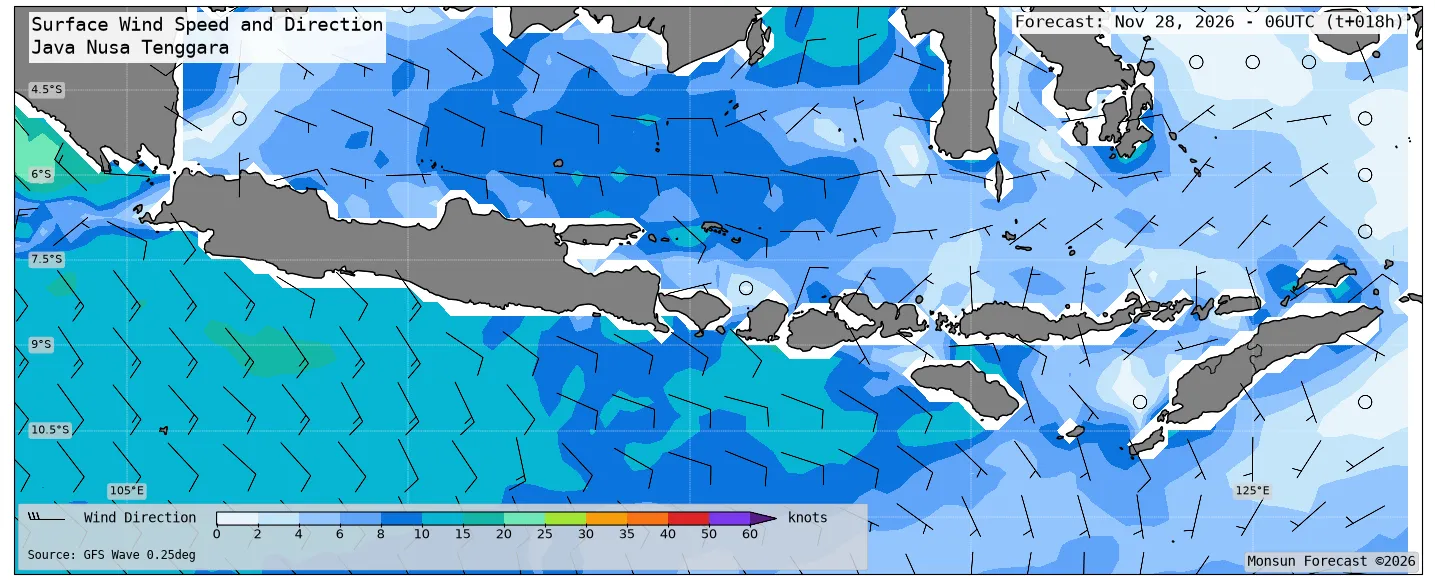 Surface Wind Speed and Direction
Java Nusa Tenggara
Forecast: Nov 28, 2026 - 06UTC (t+018h)
4.5°S
6°S
7.5°S
9°S
10.5°S
105°E
125°E
Wind Direction
0 2 4 6 8 10 15 20 25 30 35 40 50 60
knots
Source: GFS Wave 0.25deg
Monsun Forecast ©2026